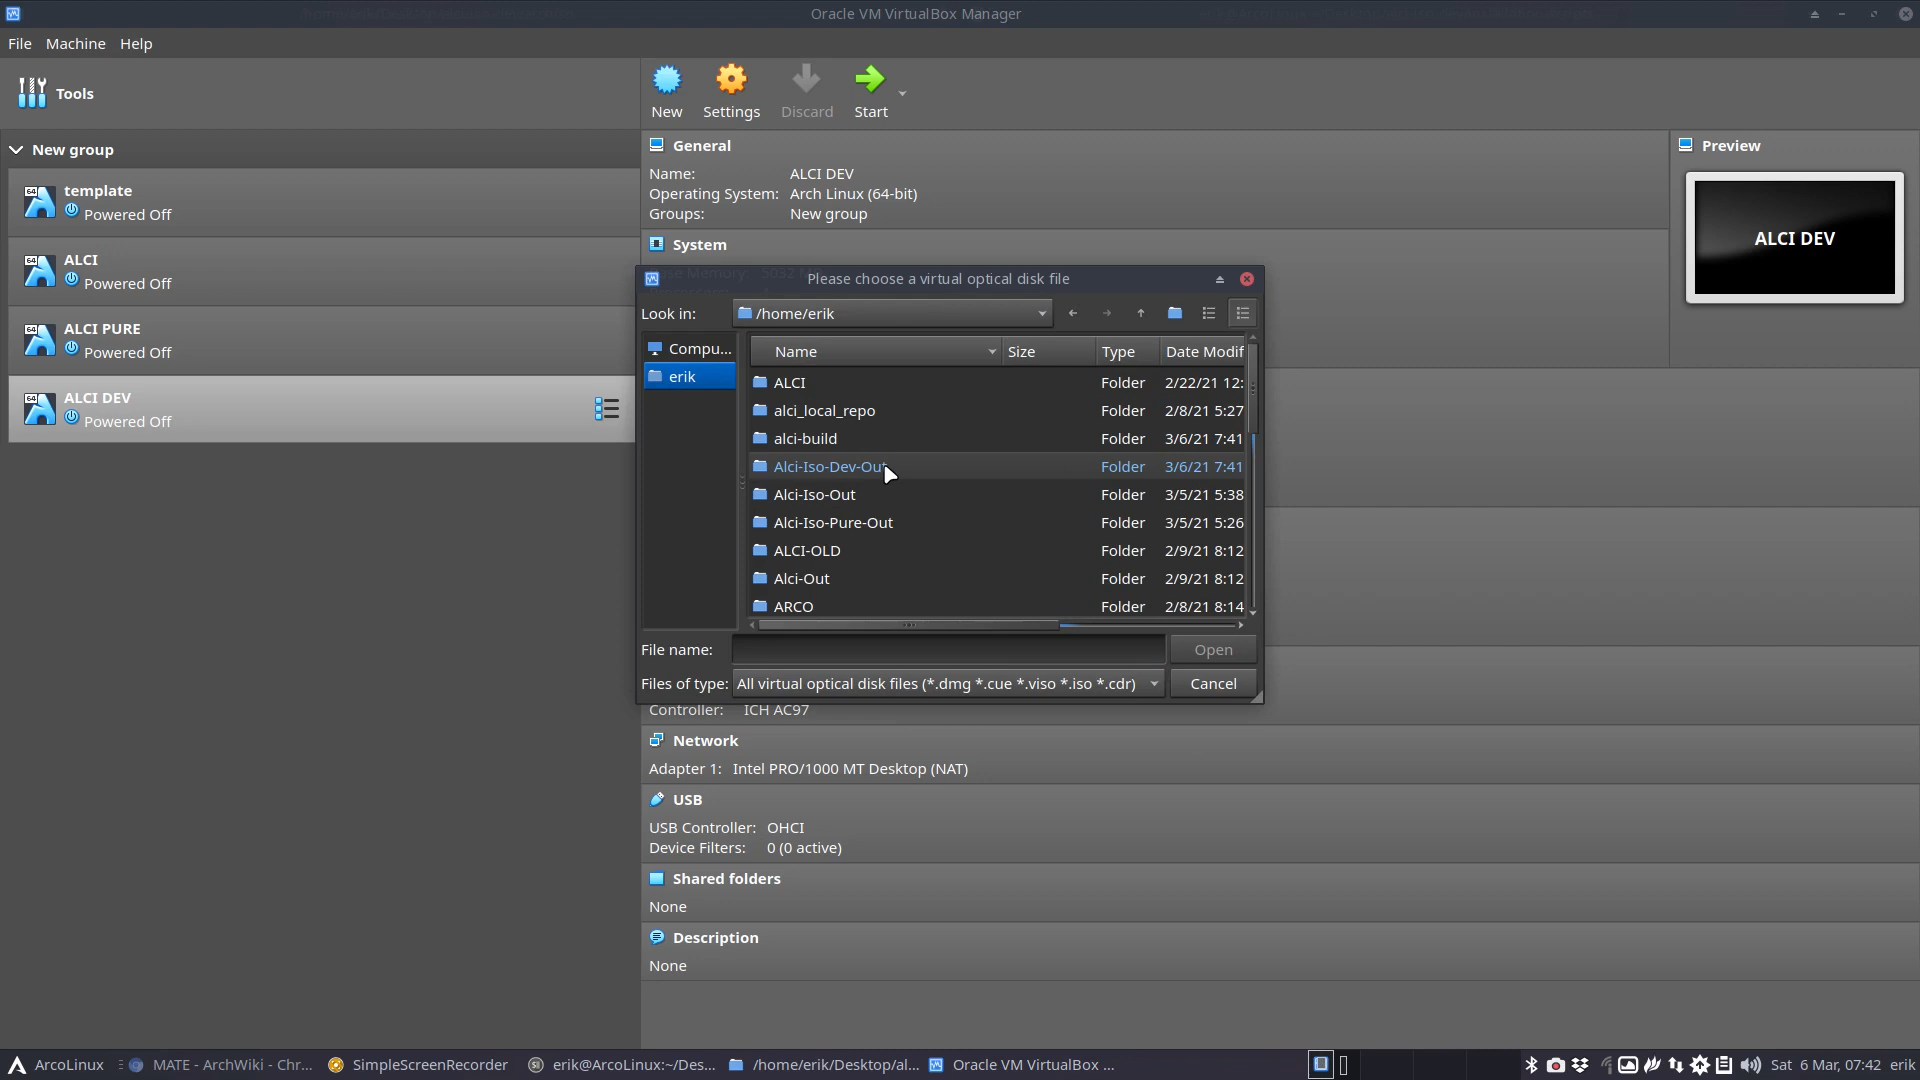 Oracle VM VirtualBox Manager
File Machine Help
Tools
New
Settings
Discard
Start
New group
64
template
Powered Off
64
ALCI
Powered Off
64
ALCI PURE
Powered Off
64
ALCI DEV
Powered Off
General
Name: ALCI DEV
Operating System: Arch Linux (64-bit)
Groups: New group
System
Preview
ALCI DEV
Please choose a virtual optical disk file
Look in: /home/erik
Compu...
erik
Name Size Type Date Modif
ALCI Folder 2/22/21 12:
alci_local_repo Folder 2/8/21 5:27
alci-build Folder 3/6/21 7:41
Alci-Iso-Dev-Out Folder 3/6/21 7:41
Alci-Iso-Out Folder 3/5/21 5:38
Alci-Iso-Pure-Out Folder 3/5/21 5:26
ALCI-OLD Folder 2/9/21 8:12
Alci-Out Folder 2/9/21 8:12
ARCO Folder 2/8/21 8:14
File name: Open
Files of type: All virtual optical disk files (*.dmg *.cue *.viso *.iso *.cdr) Cancel
Controller: ICH AC97
Network
Adapter 1: Intel PRO/1000 MT Desktop (NAT)
USB
USB Controller: OHCI
Device Filters: 0 (0 active)
Shared folders
None
Description
None
ArcoLinux MATE - ArchWiki - Chr... SimpleScreenRecorder erik@ArcoLinux:~/Des... /home/erik/Desktop/al... Oracle VM VirtualBox ... Sat 6 Mar, 07:42 erik